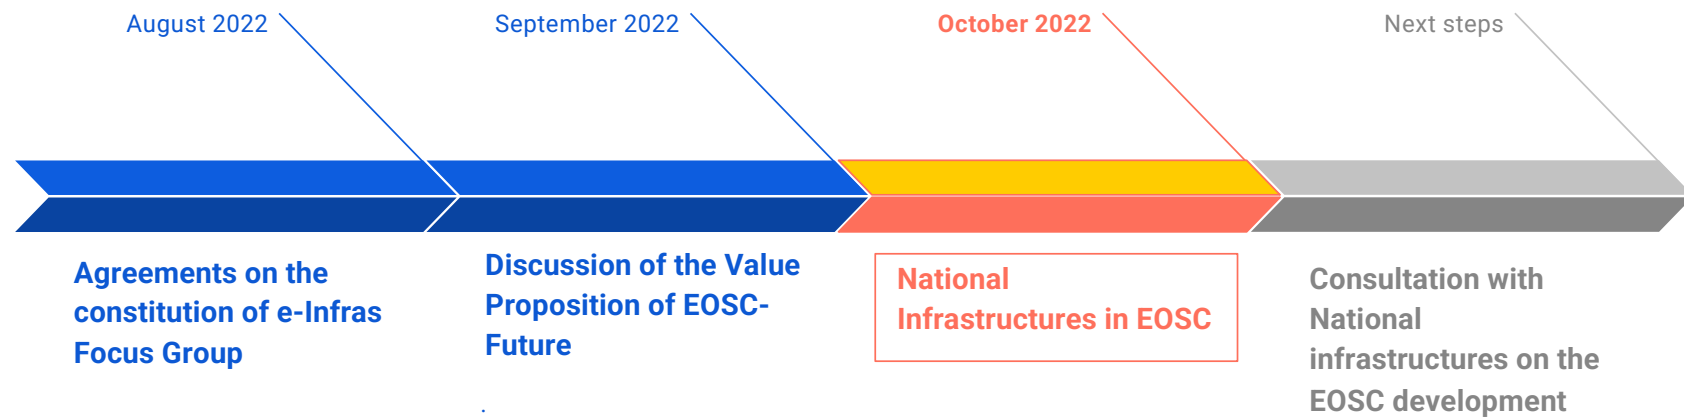 August 2022
September 2022
October 2022
Next steps
Agreements on the
constitution of e-Infras
Focus Group
Discussion of the Value
Proposition of EOSC-
Future
.
National
Infrastructures in EOSC
Consultation with
National
infrastructures on the
EOSC development